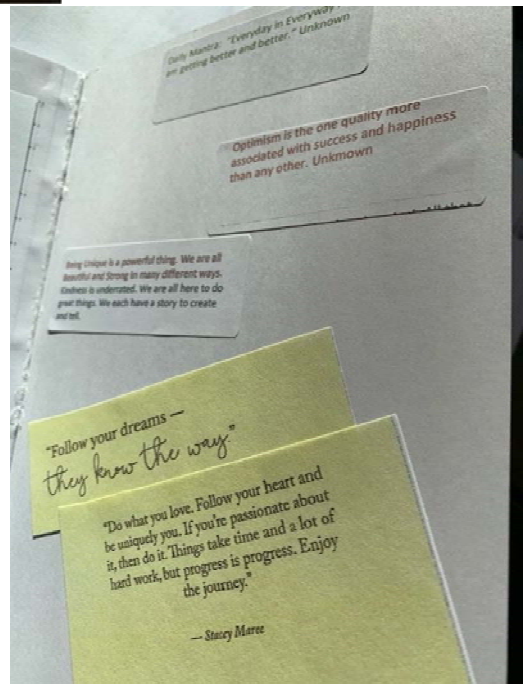 Daily Mantra: "Everyday in Everyway
am getting better and better." Unknown
Optimism is the one quality more
associated with success and happiness
than any other. Unknown
Being Unique is a powerful thing. We are all
Beautiful and Strong in many different ways.
Kindness is underrated. We are all here to do
great things. We each have a story to create
and tell.
"Follow your dreams —
they know the way"
"Do what you love. Follow your heart and
be uniquely you. If you're passionate about
it, then do it. Things take time and a lot of
hard work, but progress is progress. Enjoy
the journey."
— Stacey Maree